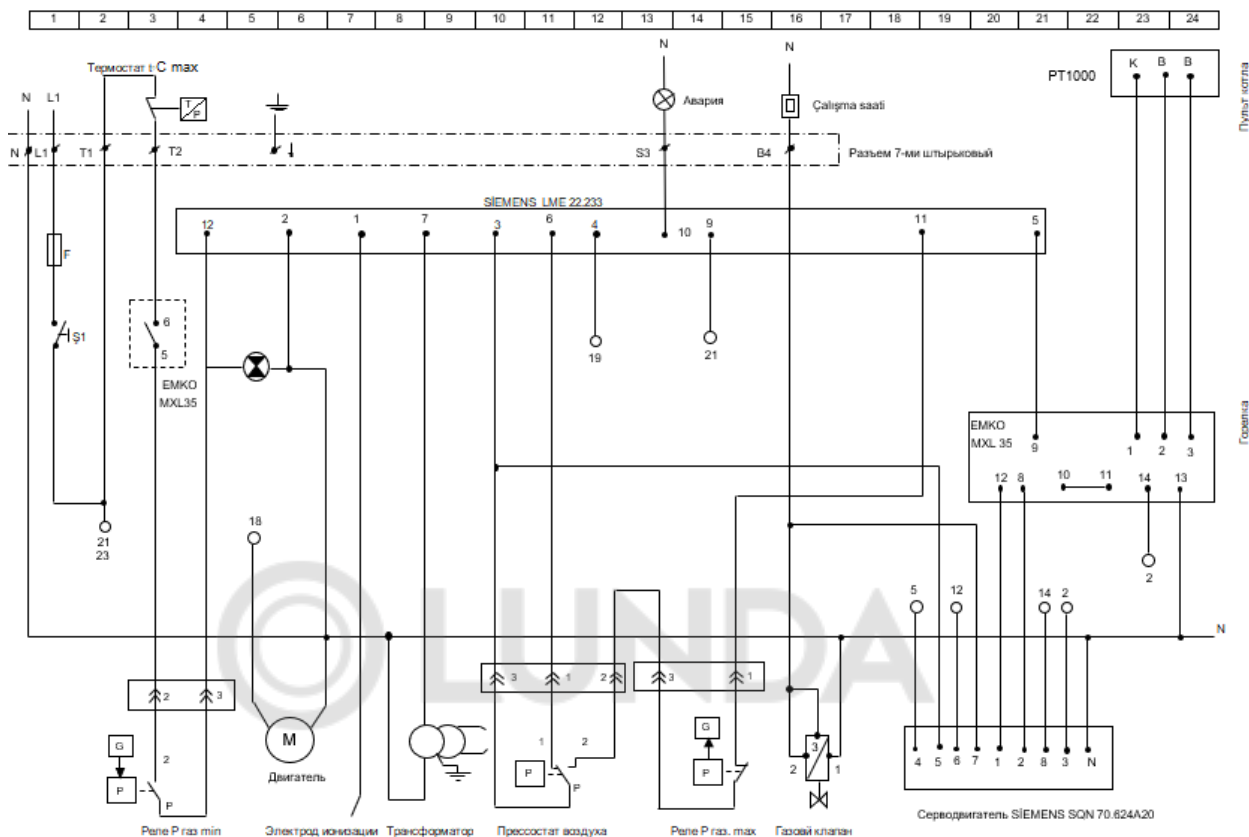 1 2 3 4 5 6 7 8 9 10 11 12 13 14 15 16 17 18 19 20 21 22 23 24
N N
K B B
PT1000
Пульт котла
Термостат t◦C max
N L1
T
P
Авария
Çalışma saati
N L1 T1 T2 S3 B4 Разъем 7-ми штырьковый
SİEMENS LME 22.233
12 2 1 7 3 6 4 10 9 11 5
F
Ş1
6
5
EMKO
MXL35
19
21
Горелка
EMKO
MXL 35
9 1 2 3
12 8 10 11 14 13
21
23
18
2
5 12 14 2
N
LUNDA
2 3
3 1 2
3 1
G
P
2
P
M
Двигатель
1 2
P
P
G
P
3
2 1
4 5 6 7 1 2 8 3 N
Серводвигатель SİEMENS SQN 70.624A20
Реле P газ min Электрод ионизации Трансформатор Прессостат воздуха Реле P газ. max Газовй клапан